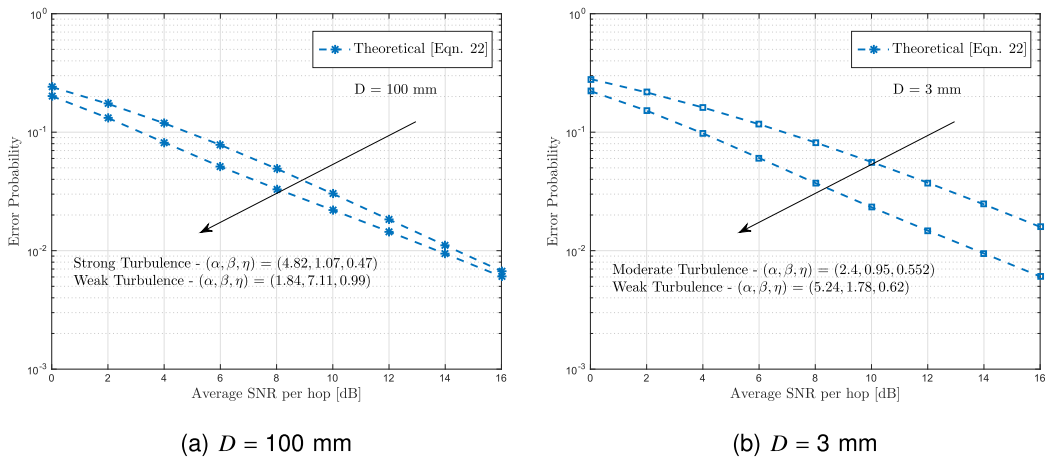 10^0
10^-1
10^-2
10^-3
Error Probability
Theoretical [Eqn. 22]
D = 100 mm
Strong Turbulence - (α, β, η) = (4.82, 1.07, 0.47)
Weak Turbulence - (α, β, η) = (1.84, 7.11, 0.99)
0 2 4 6 8 10 12 14 16
Average SNR per hop [dB]
(a) D = 100 mm
10^0
10^-1
10^-2
10^-3
Error Probability
Theoretical [Eqn. 22]
D = 3 mm
Moderate Turbulence - (α, β, η) = (2.4, 0.95, 0.552)
Weak Turbulence - (α, β, η) = (5.24, 1.78, 0.62)
0 2 4 6 8 10 12 14 16
Average SNR per hop [dB]
(b) D = 3 mm